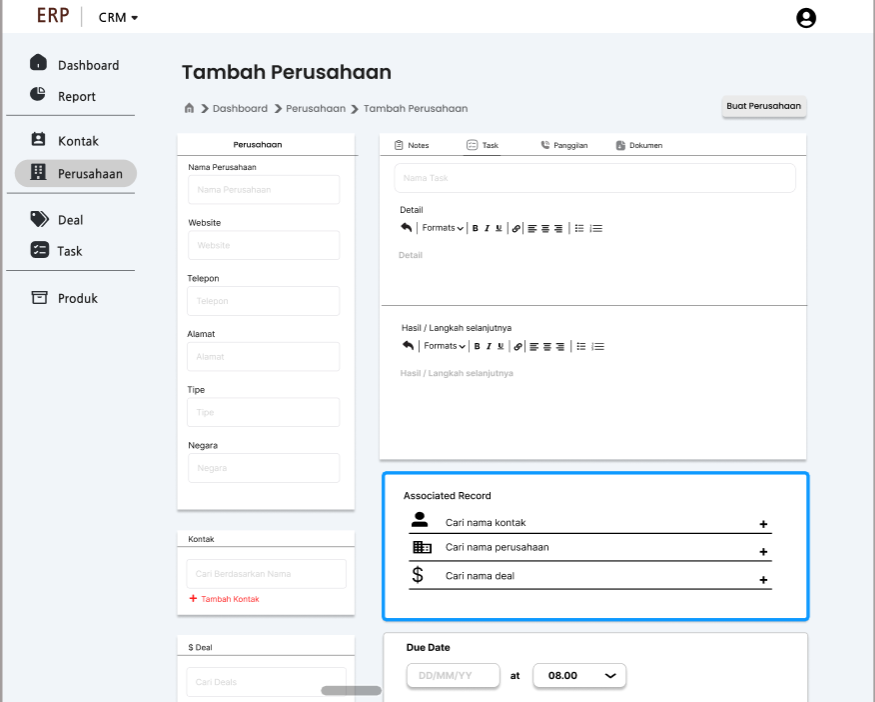 ERP
CRM
Dashboard
Report
Kontak
Perusahaan
Deal
Task
Produk
Tambah Perusahaan
Dashboard
Perusahaan
Tambah Perusahaan
Buat Perusahaan
Perusahaan
Nama Perusahaan
Nama Perusahaan
Website
Website
Telepon
Telepon
Alamat
Alamat
Tipe
Tipe
Negara
Negara
Kontak
Cari Berdasarkan Nama
+ Tambah Kontak
$ Deal
Cari Deals
Notes
Task
Panggilan
Dokumen
Nama Task
Detail
Formats B I U
Detail
Hasil / Langkah selanjutnya
Formats B I U
Hasil / Langkah selanjutnya
Associated Record
Cari nama kontak +
Cari nama perusahaan +
$ Cari nama deal +
Due Date
DD/MM/YY at 08.00